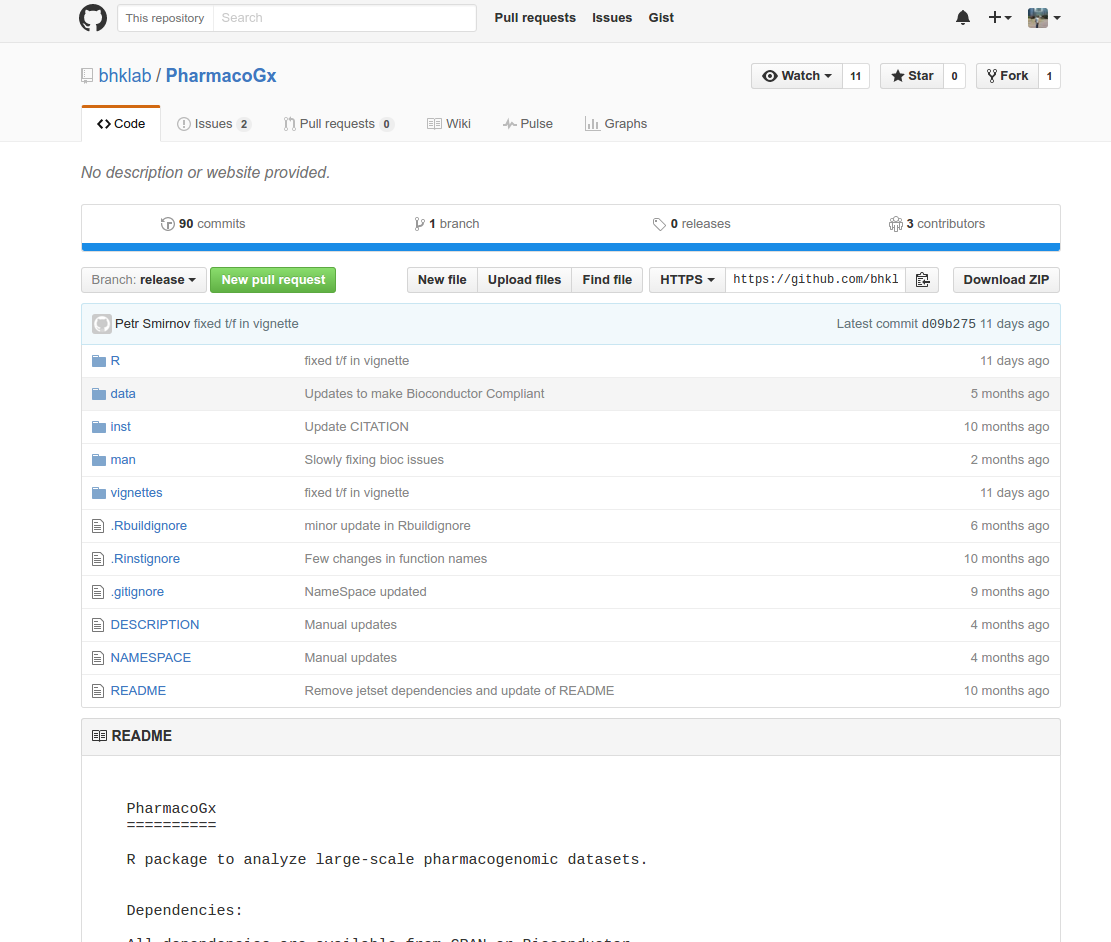 This repository Search Pull requests Issues Gist
bhklab / PharmacoGx Watch 11 Star 0 Fork 1
Code Issues 2 Pull requests 0 Wiki Pulse Graphs
No description or website provided.
90 commits 1 branch 0 releases 3 contributors
Branch: release New pull request New file Upload files Find file HTTPS https://github.com/bhkl Download ZIP
Petr Smirnov fixed t/f in vignette Latest commit d09b275 11 days ago
R fixed t/f in vignette 11 days ago
data Updates to make Bioconductor Compliant 5 months ago
inst Update CITATION 10 months ago
man Slowly fixing bioc issues 2 months ago
vignettes fixed t/f in vignette 11 days ago
.Rbuildignore minor update in Rbuildignore 6 months ago
.Rinstignore Few changes in function names 10 months ago
.gitignore NameSpace updated 9 months ago
DESCRIPTION Manual updates 4 months ago
NAMESPACE Manual updates 4 months ago
README Remove jetset dependencies and update of README 10 months ago
README
PharmacoGx
==========
R package to analyze large-scale pharmacogenomic datasets.
Dependencies:
All dependencies are available from CRAN or Bioconductor